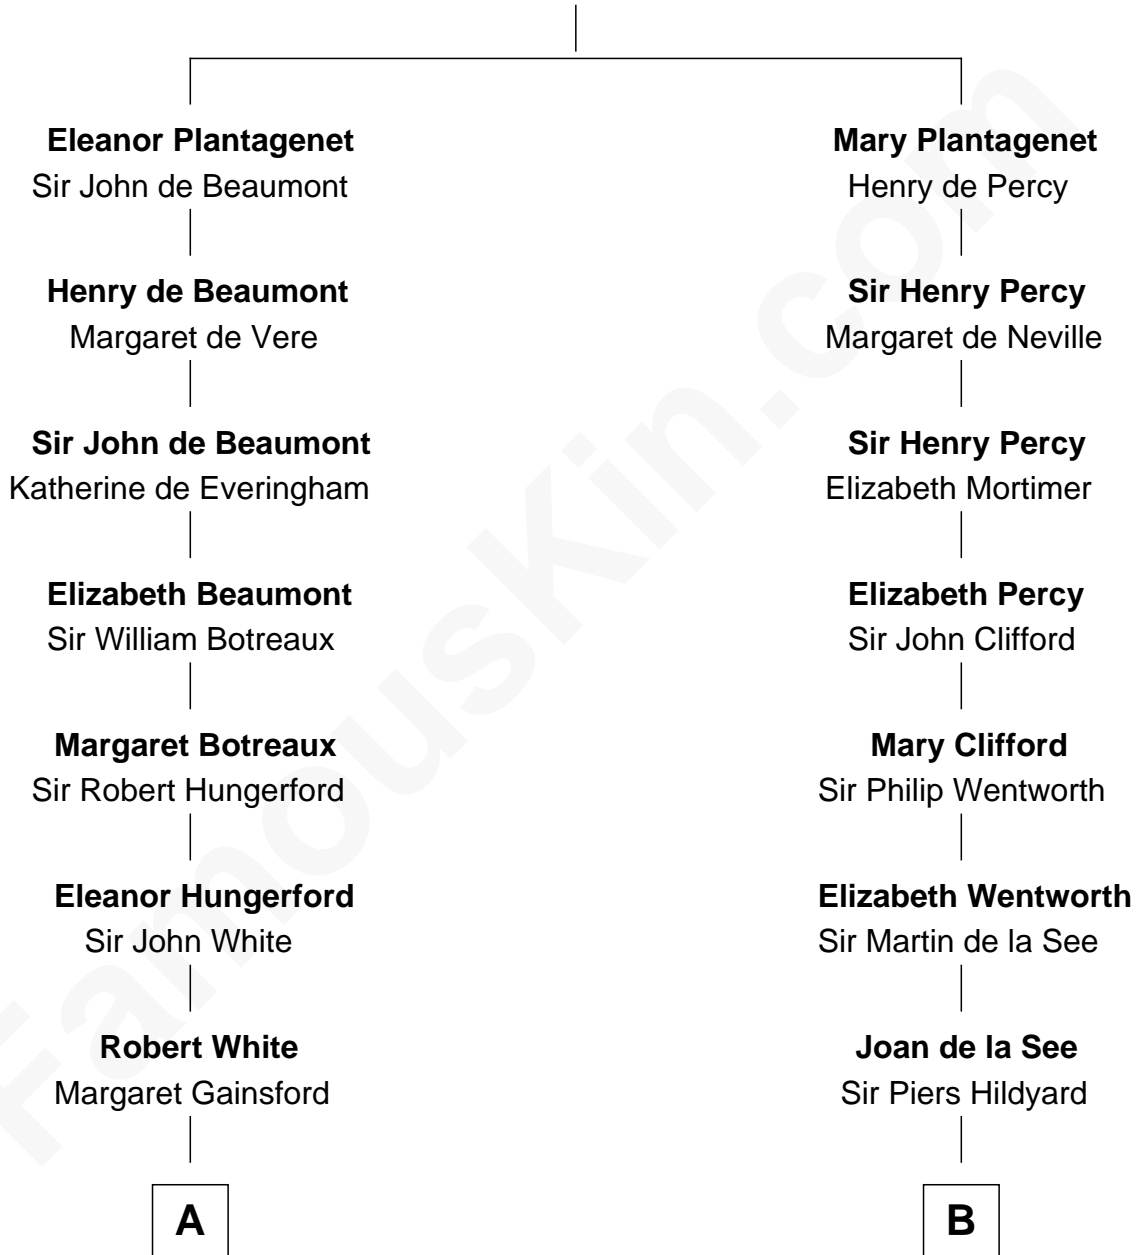 Eleanor Plantagenet
Sir John de Beaumont
Mary Plantagenet
Henry de Percy
Henry de Beaumont
Margaret de Vere
Sir Henry Percy
Margaret de Neville
Sir John de Beaumont
Katherine de Everingham
Sir Henry Percy
Elizabeth Mortimer
Elizabeth Beaumont
Sir William Botreaux
Elizabeth Percy
Sir John Clifford
Margaret Botreaux
Sir Robert Hungerford
Mary Clifford
Sir Philip Wentworth
Eleanor Hungerford
Sir John White
Elizabeth Wentworth
Sir Martin de la See
Robert White
Margaret Gainsford
Joan de la See
Sir Piers Hildyard
A
B
FamousKin.com